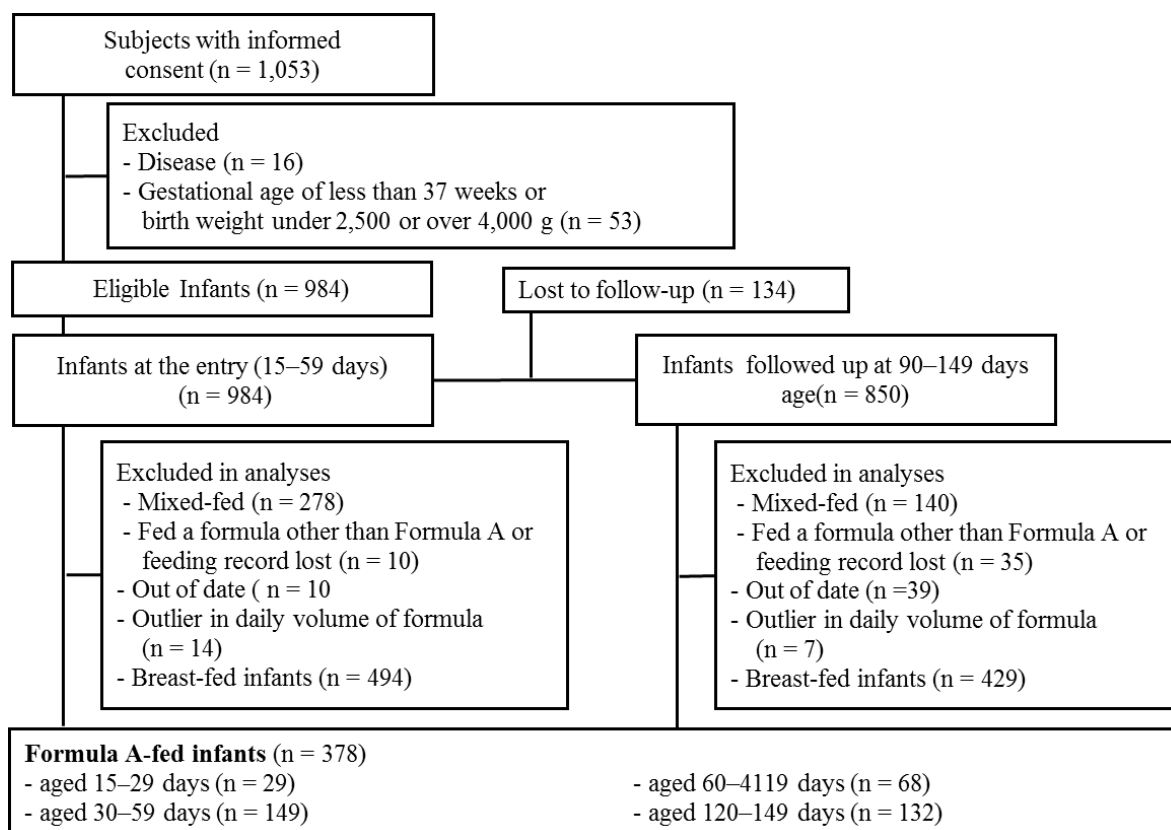 Subjects with informed
consent (n = 1,053)
Excluded
- Disease (n = 16)
- Gestational age of less than 37 weeks or
birth weight under 2,500 or over 4,000 g (n = 53)
Eligible Infants (n = 984)
Lost to follow-up (n = 134)
Infants at the entry (15–59 days)
(n = 984)
Infants followed up at 90–149 days
age(n = 850)
Excluded in analyses
- Mixed-fed (n = 278)
- Fed a formula other than Formula A or
feeding record lost (n = 10)
- Out of date ( n = 10
- Outlier in daily volume of formula
(n = 14)
- Breast-fed infants (n = 494)
Excluded in analyses
- Mixed-fed (n = 140)
- Fed a formula other than Formula A or
feeding record lost (n = 35)
- Out of date (n =39)
- Outlier in daily volume of formula
(n = 7)
- Breast-fed infants (n = 429)
Formula A-fed infants (n = 378)
- aged 15–29 days (n = 29)
- aged 30–59 days (n = 149)
- aged 60–4119 days (n = 68)
- aged 120–149 days (n = 132)